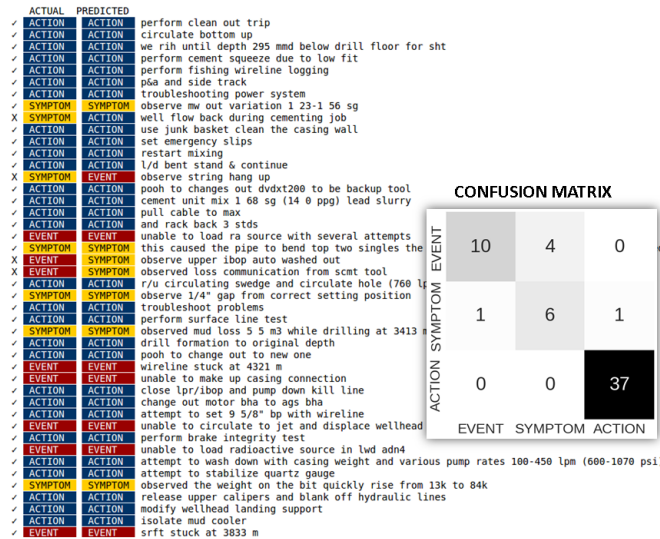 ACTUAL PREDICTED
✓ ACTION ACTION perform clean out trip
✓ ACTION ACTION circulate bottom up
✓ ACTION ACTION we rih until depth 295 mmd below drill floor for sht
✓ ACTION ACTION perform cement squeeze due to low fit
✓ ACTION ACTION perform fishing wireline logging
✓ ACTION ACTION p&a and side track
✓ ACTION ACTION troubleshooting power system
✓ SYMPTOM SYMPTOM observe mw out variation 1 23-1 56 sg
X SYMPTOM ACTION well flow back during cementing job
✓ ACTION ACTION use junk basket clean the casing wall
✓ ACTION ACTION set emergency slips
✓ ACTION ACTION restart mixing
✓ ACTION ACTION l/d bent stand & continue
X SYMPTOM EVENT observe string hang up
✓ ACTION ACTION pooh to changes out dvdxt200 to be backup tool
✓ ACTION ACTION cement unit mix 1 68 sg (14 0 ppg) lead slurry
✓ ACTION ACTION pull cable to max
✓ ACTION ACTION and rack back 3 stds
✓ EVENT EVENT unable to load ra source with several attempts
✓ SYMPTOM SYMPTOM this caused the pipe to bend top two singles the
X EVENT SYMPTOM observe upper ibop auto washed out
X EVENT SYMPTOM observed loss communication from scmt tool
✓ ACTION ACTION r/u circulating swedge and circulate hole (760 lp
✓ SYMPTOM SYMPTOM observe 1/4" gap from correct setting position
✓ ACTION ACTION troubleshoot problems
✓ ACTION ACTION perform surface line test
✓ SYMPTOM SYMPTOM observed mud loss 5 5 m3 while drilling at 3413
✓ ACTION ACTION drill formation to original depth
✓ ACTION ACTION pooh to change out to new one
✓ EVENT EVENT wireline stuck at 4321 m
✓ EVENT EVENT unable to make up casing connection
✓ ACTION ACTION close lpr/ibop and pump down kill line
✓ ACTION ACTION change out motor bha to ags bha
✓ ACTION ACTION attempt to set 9 5/8" bp with wireline
✓ EVENT EVENT unable to circulate to jet and displace wellhead
✓ ACTION ACTION perform brake integrity test
✓ EVENT EVENT unable to load radioactive source in lwd adn4
✓ ACTION ACTION attempt to wash down with casing weight and various pump rates 100-450 lpm (600-1070 psi
✓ ACTION ACTION attempt to stabilize quartz gauge
✓ SYMPTOM SYMPTOM observed the weight on the bit quickly rise from 13k to 84k
✓ ACTION ACTION release upper calipers and blank off hydraulic lines
✓ ACTION ACTION modify wellhead landing support
✓ ACTION ACTION isolate mud cooler
✓ EVENT EVENT srft stuck at 3833 m
CONFUSION MATRIX
EVENT 10 4 0
SYMPTOM 1 6 1
ACTION 0 0 37
EVENT SYMPTOM ACTION